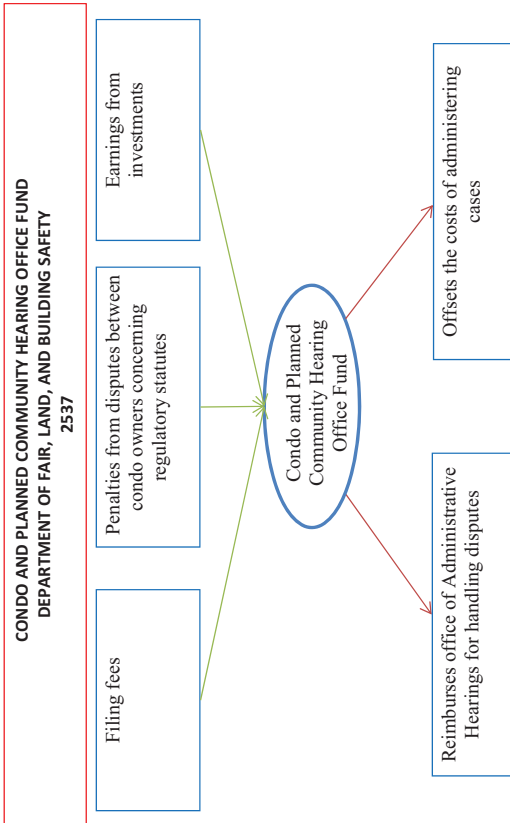 CONDO AND PLANNED COMMUNITY HEARING OFFICE FUND
DEPARTMENT OF FAIR, LAND, AND BUILDING SAFETY
2537
Filing fees
Penalties from disputes between
condo owners concerning
regulatory statutes
Earnings from
investments
Condo and Planned
Community Hearing
Office Fund
Reimburses office of Administrative
Hearings for handling disputes
Offsets the costs of administering
cases